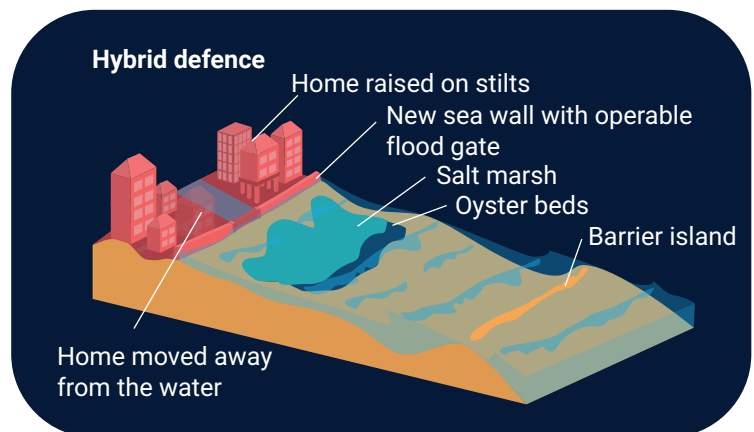 Hybrid defence
Home raised on stilts
New sea wall with operable
flood gate
Salt marsh
Oyster beds
Barrier island
Home moved away
from the water